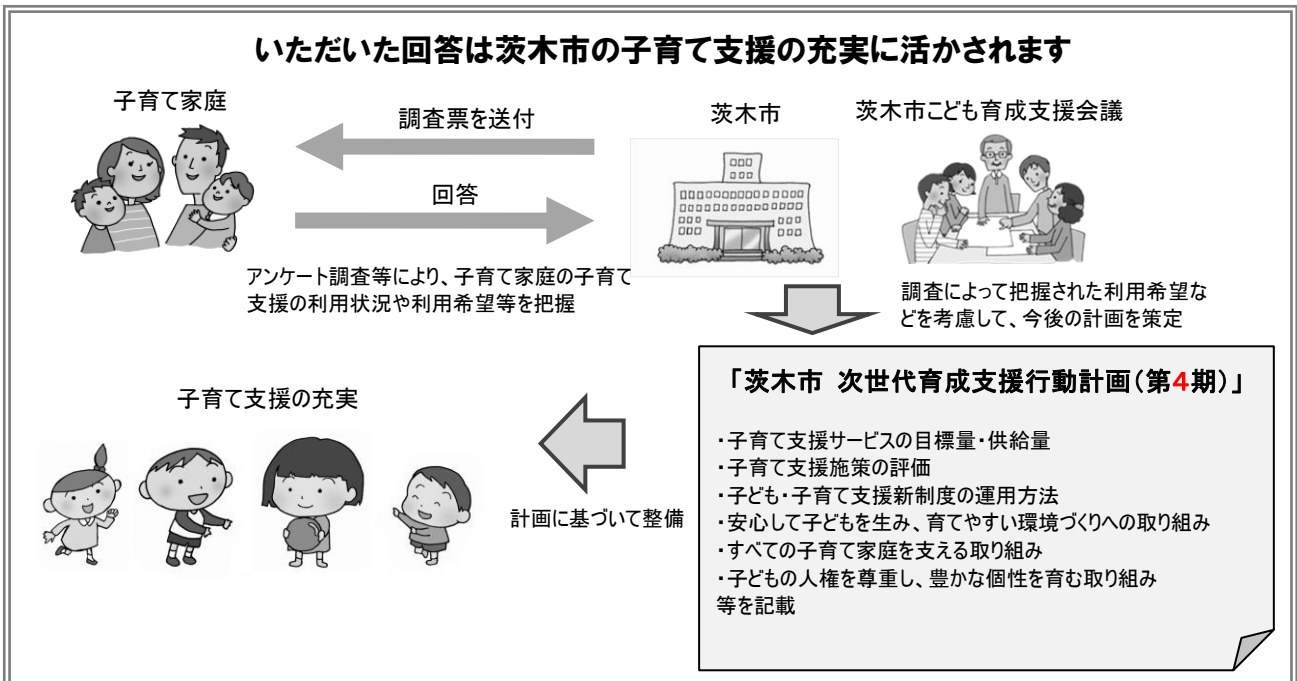 いただいた回答は茨木市の子育て支援の充実に活かされます
子育て家庭
調査票を送付
茨木市
茨木市こども育成支援会議
回答
アンケート調査等により、子育て家庭の子育て
支援の利用状況や利用希望等を把握
調査によって把握された利用希望な
どを考慮して、今後の計画を策定
「茨木市 次世代育成支援行動計画(第4期)」
・子育て支援サービスの目標量・供給量
・子育て支援施策の評価
・子ども・子育て支援新制度の運用方法
・安心して子どもを生み、育てやすい環境づくりへの取り組み
・すべての子育て家庭を支える取り組み
・子どもの人権を尊重し、豊かな個性を育む取り組み
等を記載
計画に基づいて整備
子育て支援の充実